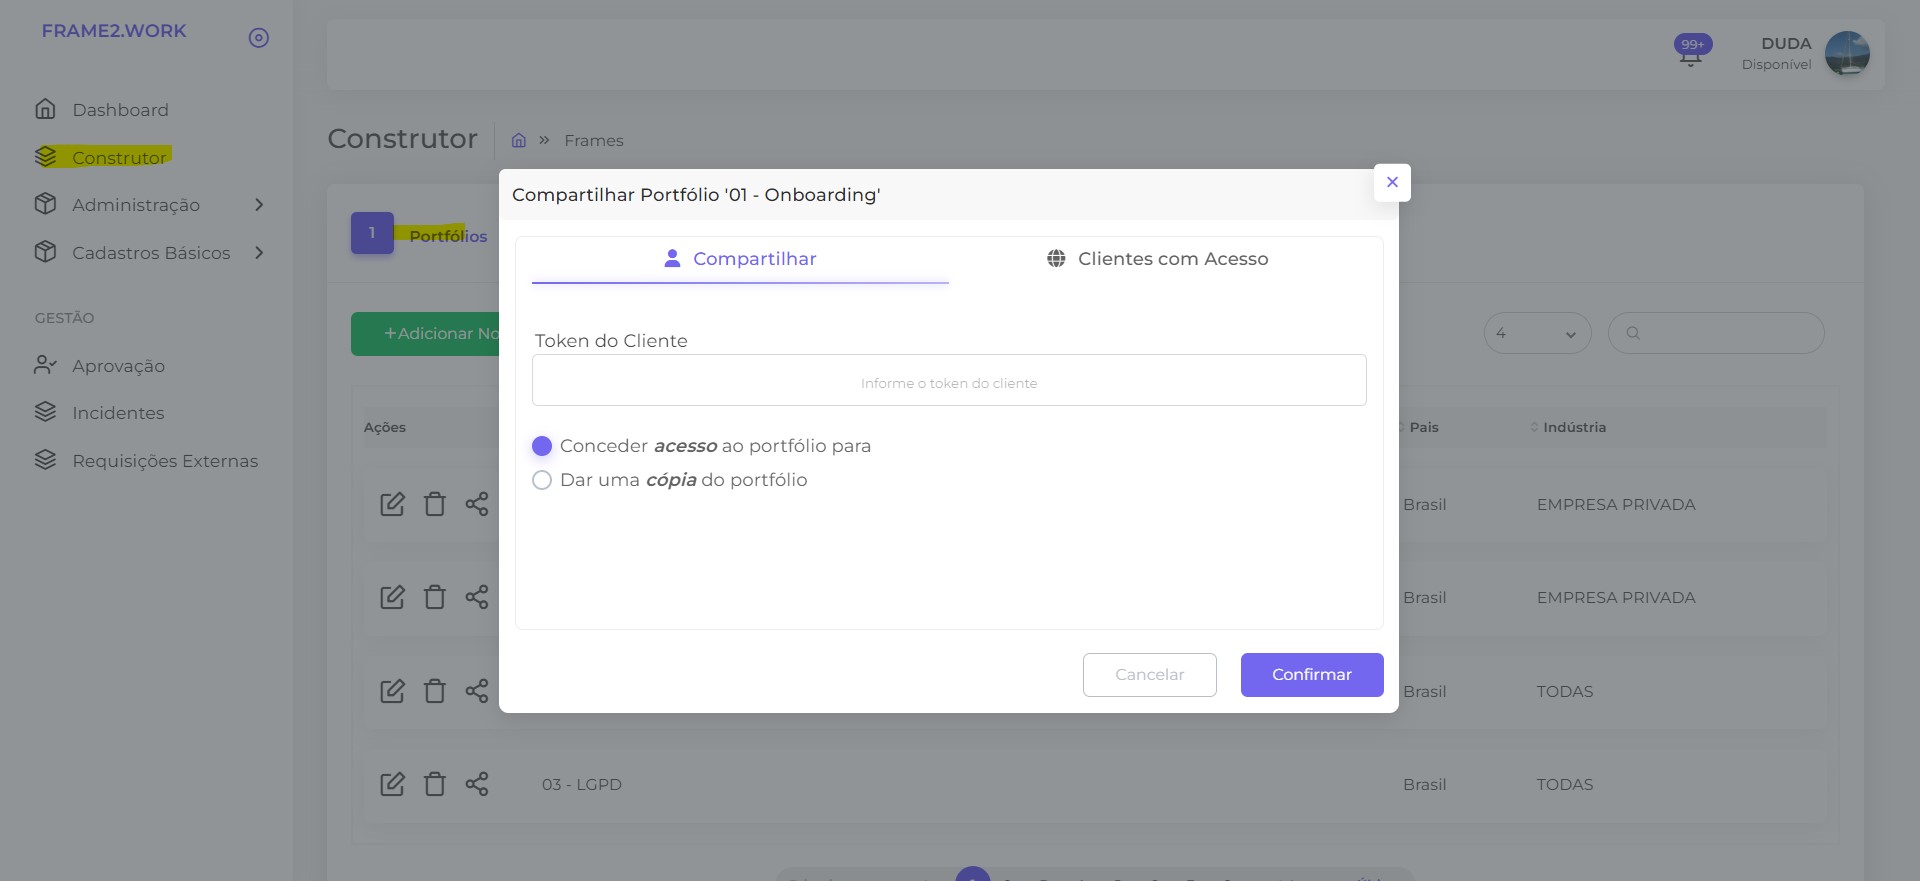 FRAME2.WORK
99+
DUDA
Disponível
Dashboard
Construtor
Administração
Cadastros Básicos
GESTÃO
Aprovação
Incidentes
Requisições Externas
Construtor
Frames
1
Portfólios
+Adicionar No
4
Compartilhar Portfólio '01 - Onboarding'
Compartilhar
Clientes com Acesso
Token do Cliente
Informe o token do cliente
Conceder acesso ao portfólio para
Dar uma cópia do portfólio
Cancelar
Confirmar
Ações
Pais
Indústria
Brasil
EMPRESA PRIVADA
Brasil
EMPRESA PRIVADA
Brasil
TODAS
03 - LGPD
Brasil
TODAS